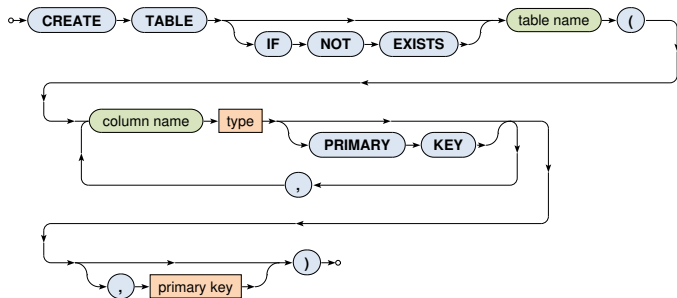 CREATE TABLE table name (
IF NOT EXISTS
column name type
PRIMARY KEY
,
)
, primary key